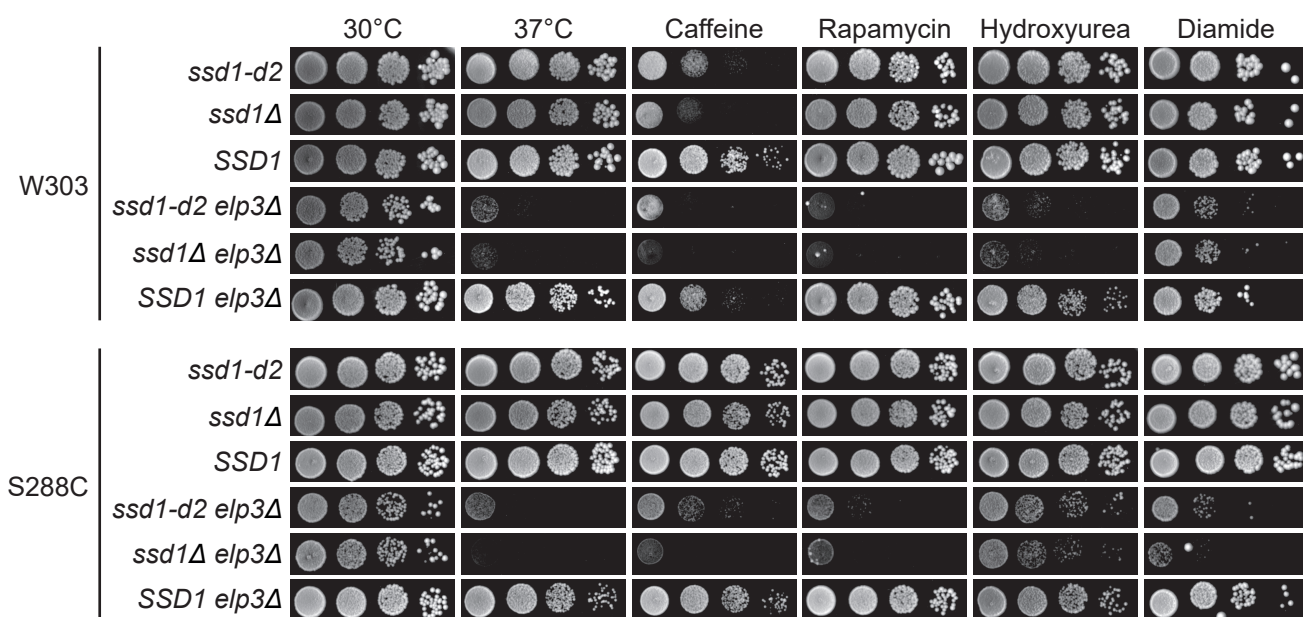 30°C 37°C Caffeine Rapamycin Hydroxyurea Diamide
W303
ssd1-d2
ssd1Δ
SSD1
ssd1-d2 elp3Δ
ssd1Δ elp3Δ
SSD1 elp3Δ
S288C
ssd1-d2
ssd1Δ
SSD1
ssd1-d2 elp3Δ
ssd1Δ elp3Δ
SSD1 elp3Δ